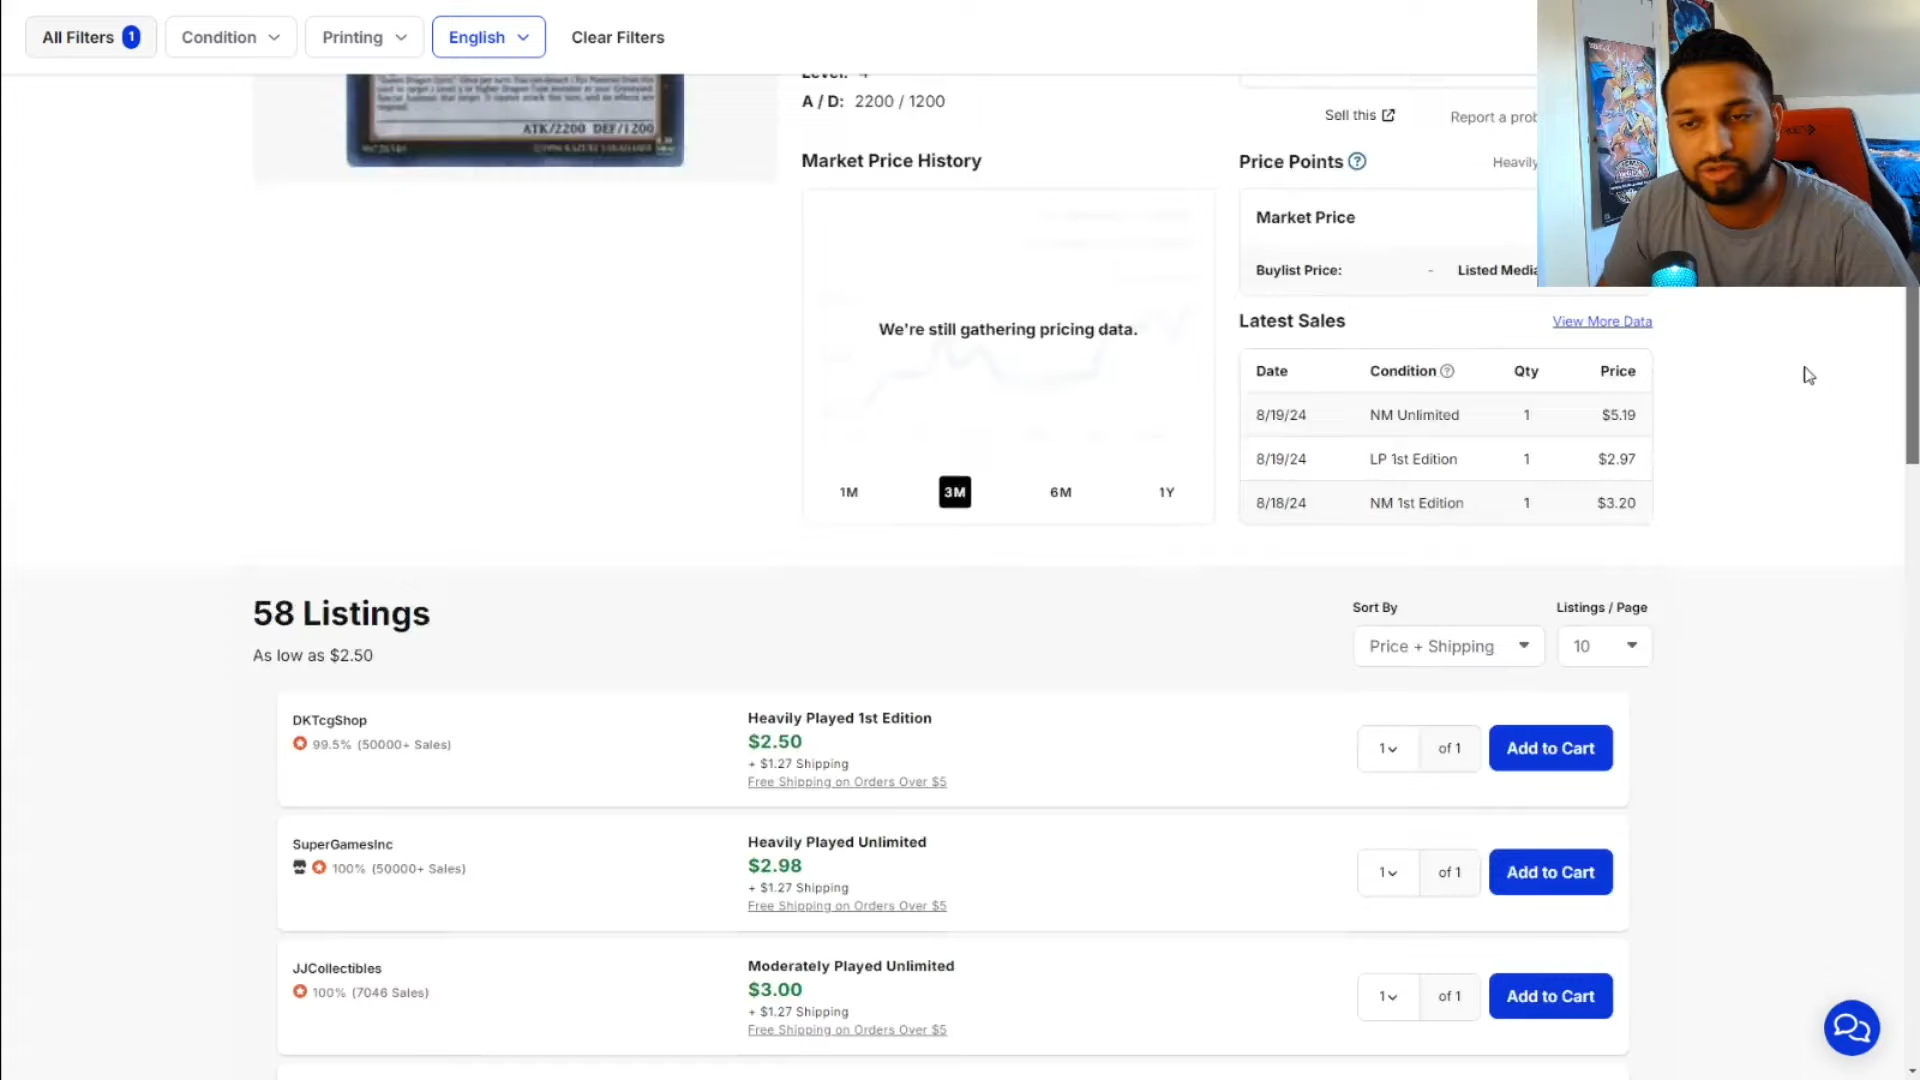 All Filters 1 Condition Printing English Clear Filters
A / D: 2200 / 1200
ATK/2200 DEF/1200
Sell this
Report a prob
Market Price History
Price Points ?
Heavily
Market Price
Buylist Price: - Listed Media
We're still gathering pricing data.
1M 3M 6M 1Y
Latest Sales
View More Data
Date Condition ? Qty Price
8/19/24 NM Unlimited 1 $5.19
8/19/24 LP 1st Edition 1 $2.97
8/18/24 NM 1st Edition 1 $3.20
58 Listings
As low as $2.50
Sort By
Price + Shipping
Listings / Page
10
DKTcgShop
99.5% (50000+ Sales)
Heavily Played 1st Edition
$2.50
+ $1.27 Shipping
Free Shipping on Orders Over $5
1 of 1 Add to Cart
SuperGamesInc
100% (50000+ Sales)
Heavily Played Unlimited
$2.98
+ $1.27 Shipping
Free Shipping on Orders Over $5
1 of 1 Add to Cart
JJCollectibles
100% (7046 Sales)
Moderately Played Unlimited
$3.00
+ $1.27 Shipping
Free Shipping on Orders Over $5
1 of 1 Add to Cart